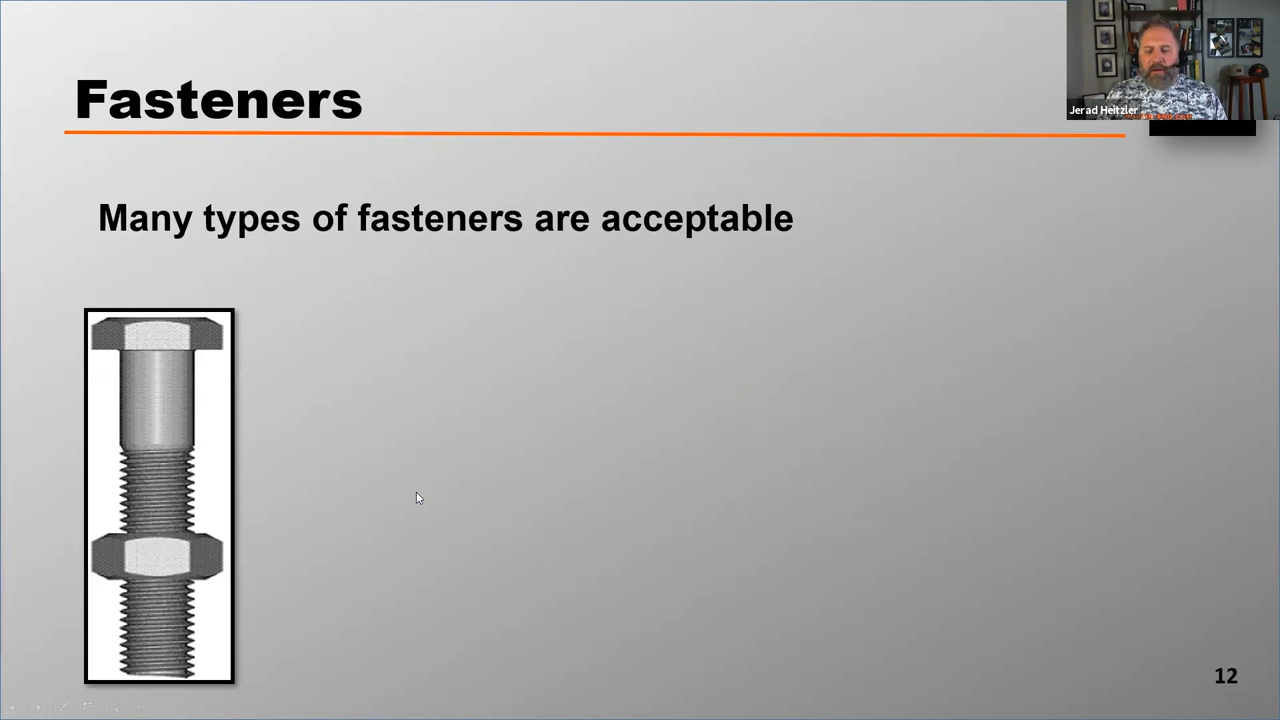 Fasteners
Jerad Heitzler
Many types of fasteners are acceptable
12